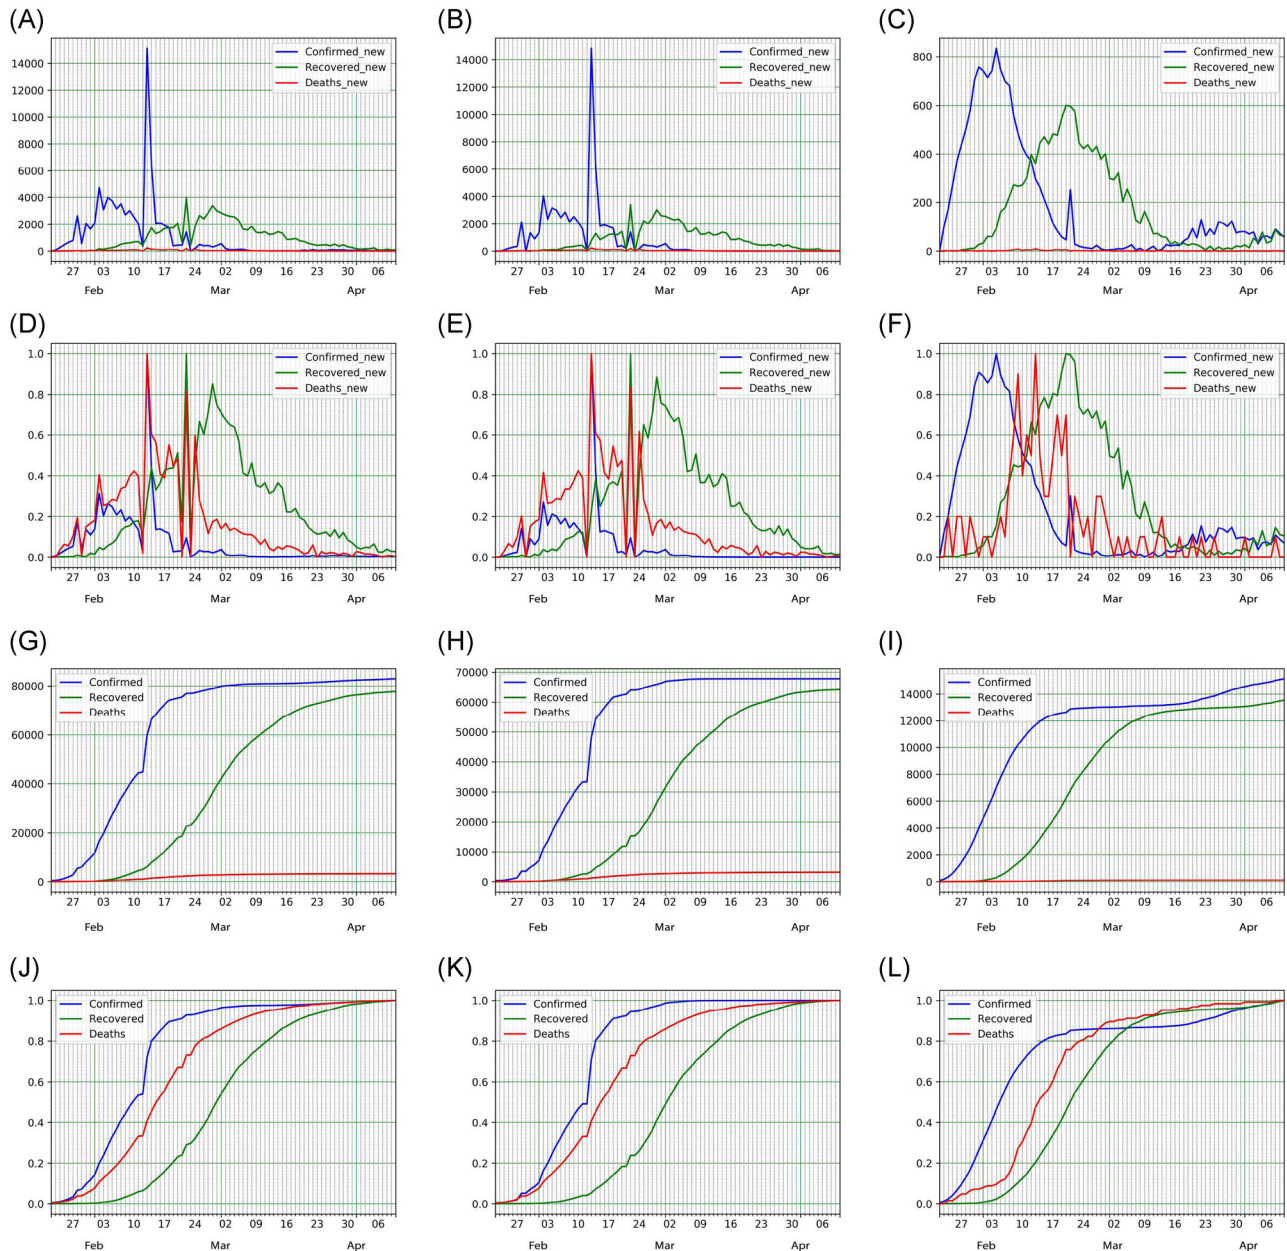 (A)
Confirmed_new
Recovered_new
Deaths_new
14000
12000
10000
8000
6000
4000
2000
0
27 03 10 17 24 02 09 16 23 30 06
Feb Mar Apr
(B)
Confirmed_new
Recovered_new
Deaths_new
14000
12000
10000
8000
6000
4000
2000
0
27 03 10 17 24 02 09 16 23 30 06
Feb Mar Apr
(C)
Confirmed_new
Recovered_new
Deaths_new
800
600
400
200
0
27 03 10 17 24 02 09 16 23 30 06
Feb Mar Apr
(D)
Confirmed_new
Recovered_new
Deaths_new
1.0
0.8
0.6
0.4
0.2
0.0
27 03 10 17 24 02 09 16 23 30 06
Feb Mar Apr
(E)
Confirmed_new
Recovered_new
Deaths_new
1.0
0.8
0.6
0.4
0.2
0.0
27 03 10 17 24 02 09 16 23 30 06
Feb Mar Apr
(F)
Confirmed_new
Recovered_new
Deaths_new
1.0
0.8
0.6
0.4
0.2
0.0
27 03 10 17 24 02 09 16 23 30 06
Feb Mar Apr
(G)
Confirmed
Recovered
Deaths
80000
60000
40000
20000
0
27 03 10 17 24 02 09 16 23 30 06
Feb Mar Apr
(H)
Confirmed
Recovered
Deaths
70000
60000
50000
40000
30000
20000
10000
0
27 03 10 17 24 02 09 16 23 30 06
Feb Mar Apr
(I)
Confirmed
Recovered
Deaths
14000
12000
10000
8000
6000
4000
2000
0
27 03 10 17 24 02 09 16 23 30 06
Feb Mar Apr
(J)
Confirmed
Recovered
Deaths
1.0
0.8
0.6
0.4
0.2
0.0
27 03 10 17 24 02 09 16 23 30 06
Feb Mar Apr
(K)
Confirmed
Recovered
Deaths
1.0
0.8
0.6
0.4
0.2
0.0
27 03 10 17 24 02 09 16 23 30 06
Feb Mar Apr
(L)
Confirmed
Recovered
Deaths
1.0
0.8
0.6
0.4
0.2
0.0
27 03 10 17 24 02 09 16 23 30 06
Feb Mar Apr